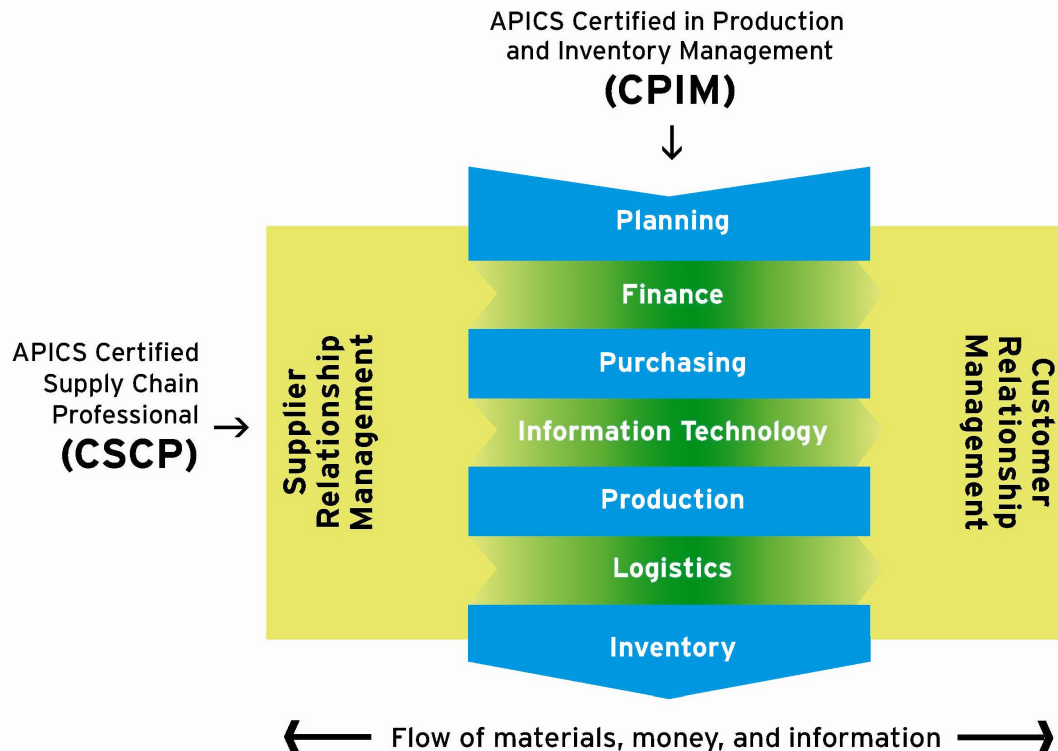 APICS Certified in Production
and Inventory Management
(CPIM)
Planning
Finance
Purchasing
Information Technology
Production
Logistics
Inventory
APICS Certified
Supply Chain
Professional
(CSCP)
Supplier
Relationship
Management
Customer
Relationship
Management
Flow of materials, money, and information